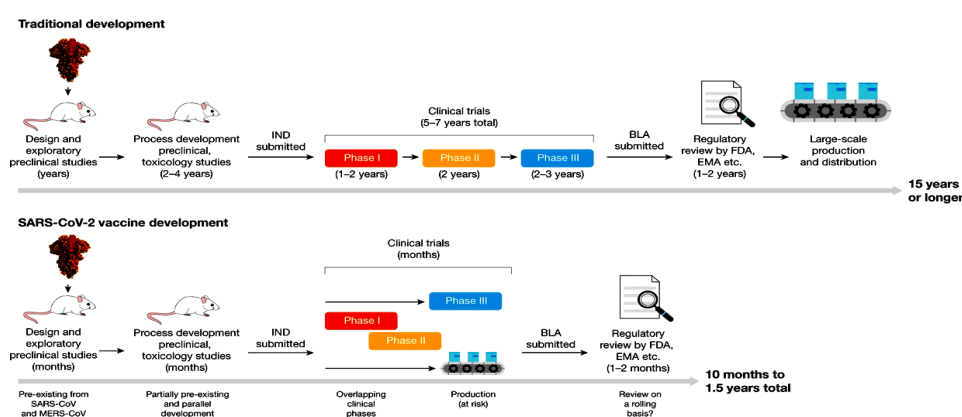 Traditional development
Design and
exploratory
preclinical studies
(years)
Process development
preclinical,
toxicology studies
(2–4 years)
IND
submitted
Clinical trials
(5–7 years total)
Phase I
(1–2 years)
Phase II
(2 years)
Phase III
(2–3 years)
BLA
submitted
Regulatory
review by FDA,
EMA etc.
(1–2 years)
Large-scale
production
and distribution
15 years
or longer
SARS-CoV-2 vaccine development
Design and
exploratory
preclinical studies
(months)
Process development
preclinical,
toxicology studies
(months)
IND
submitted
Clinical trials
(months)
Phase III
Phase I
Phase II
BLA
submitted
Regulatory
review by FDA,
EMA etc.
(1–2 months)
10 months to
1.5 years total
Pre-existing from
SARS-CoV
and MERS-CoV
Partially pre-existing
and parallel
development
Overlapping
clinical
phases
Production
(at risk)
Review on
a rolling
basis?